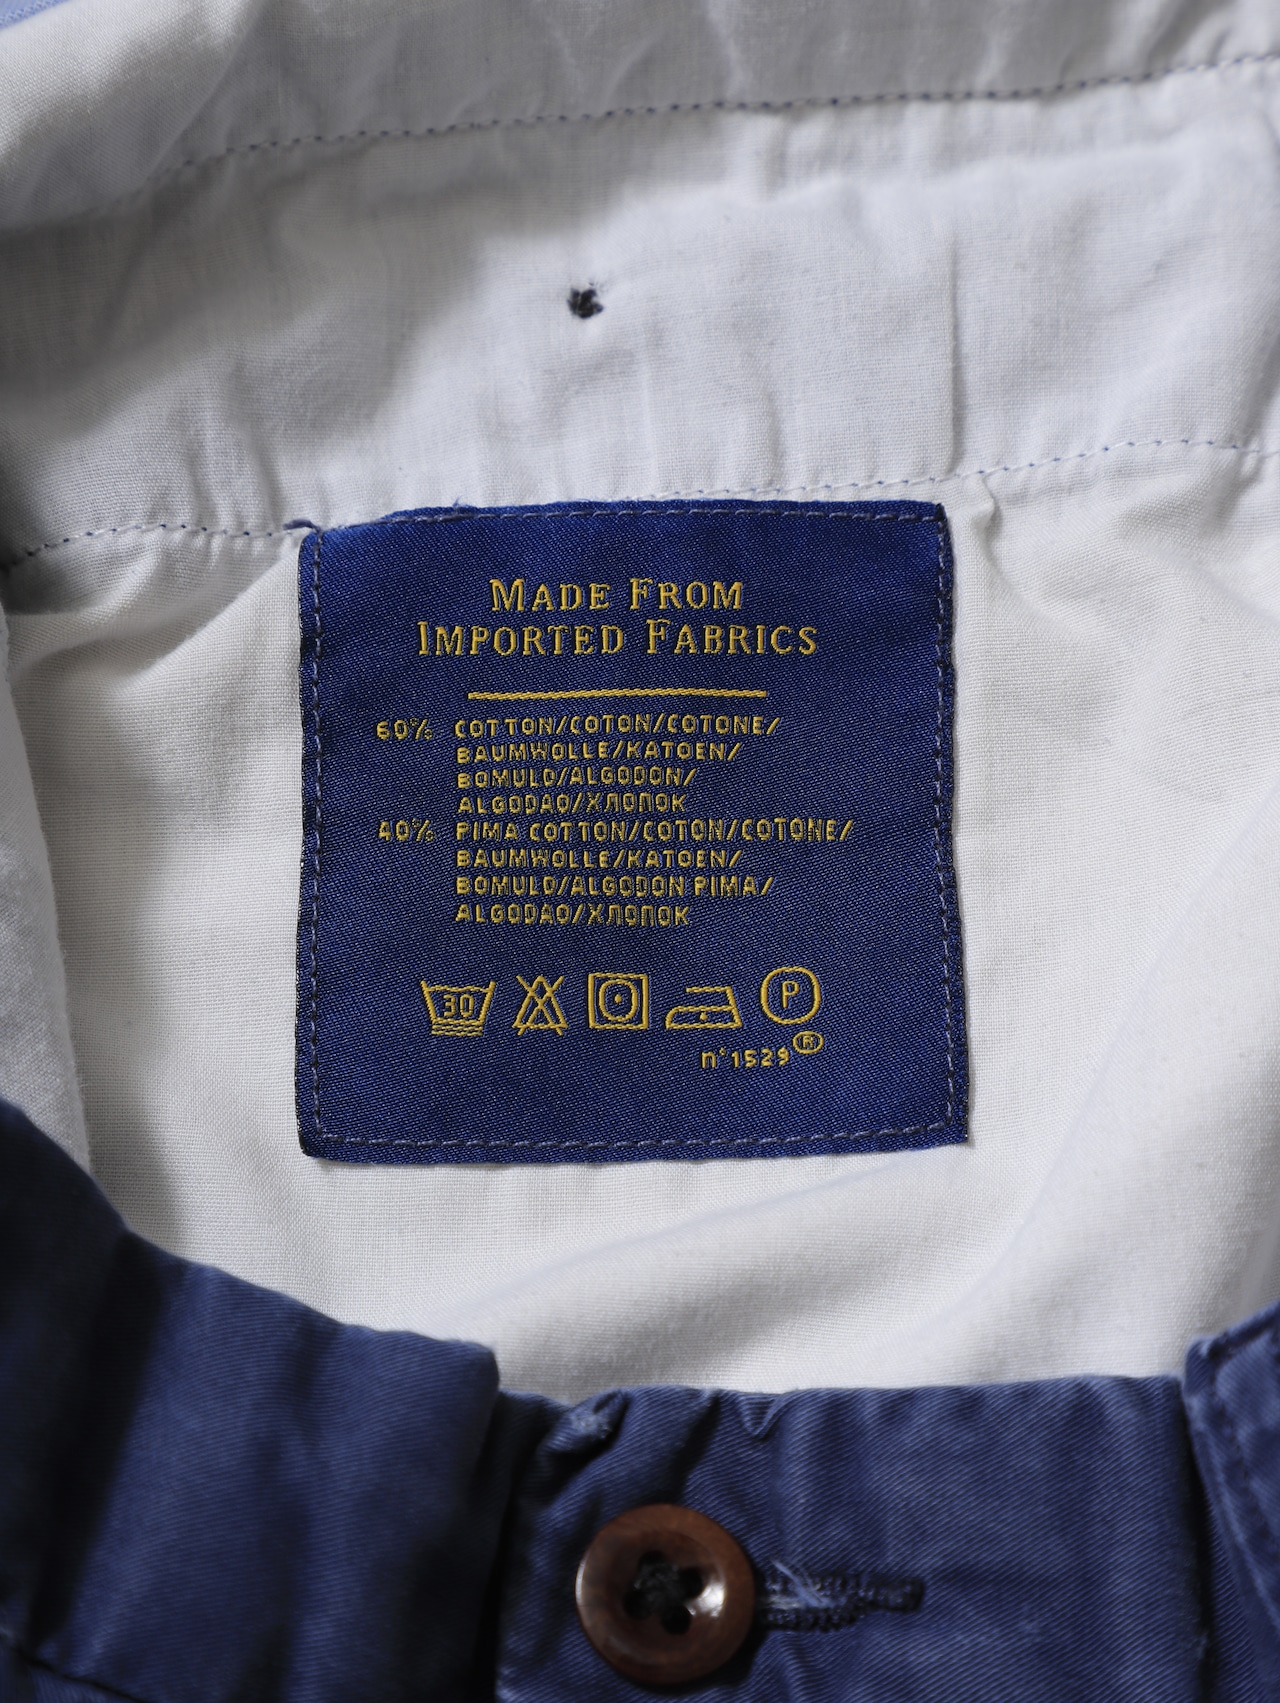 MADE FROM
IMPORTED FABRICS
60% COTTON/COTON/COTONE/
BAUMWOLLE/KATOEN/
BOMULD/ALGODON/
ALGODAO/ХЛОПОК
40% PIMA COTTON/COTON/COTONE/
BAUMWOLLE/KATOEN/
BOMULD/ALGODON PIMA/
ALGODAO/ХЛОПОК
30 P
n°1529®